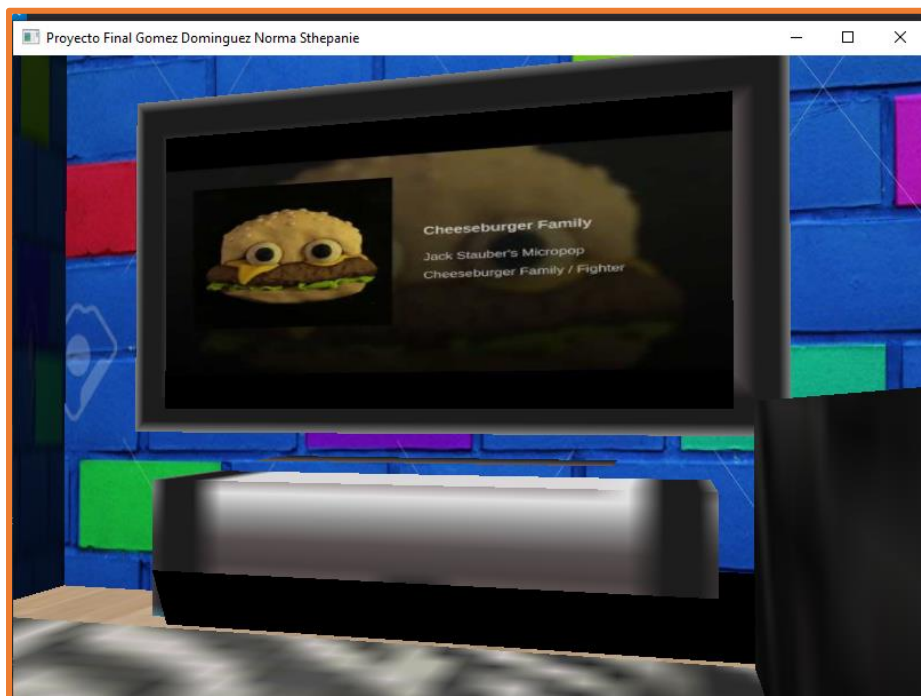 Proyecto Final Gomez Dominguez Norma Sthepanie
Cheeseburger Family
Jack Stauber's Micropop
Cheeseburger Family / Fighter